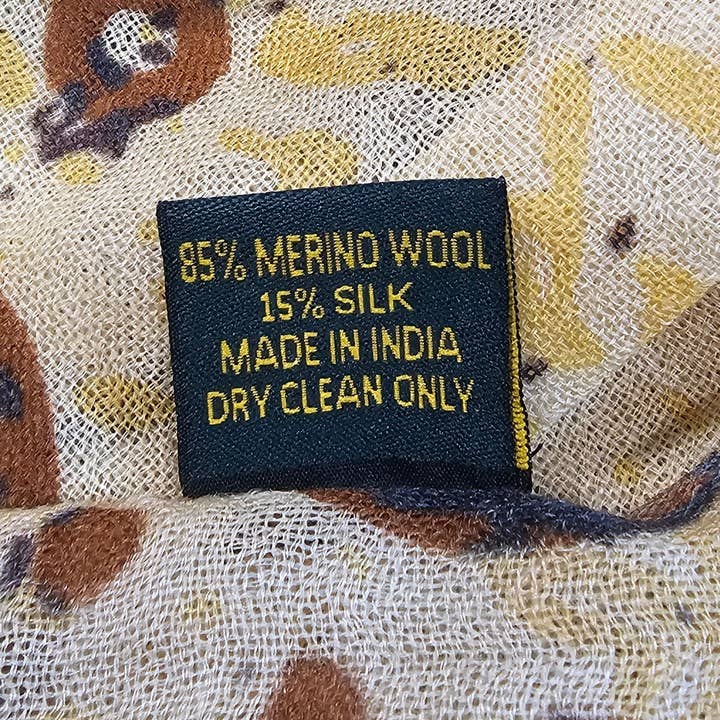 85% MERINO WOOL
15% SILK
MADE IN INDIA
DRY CLEAN ONLY